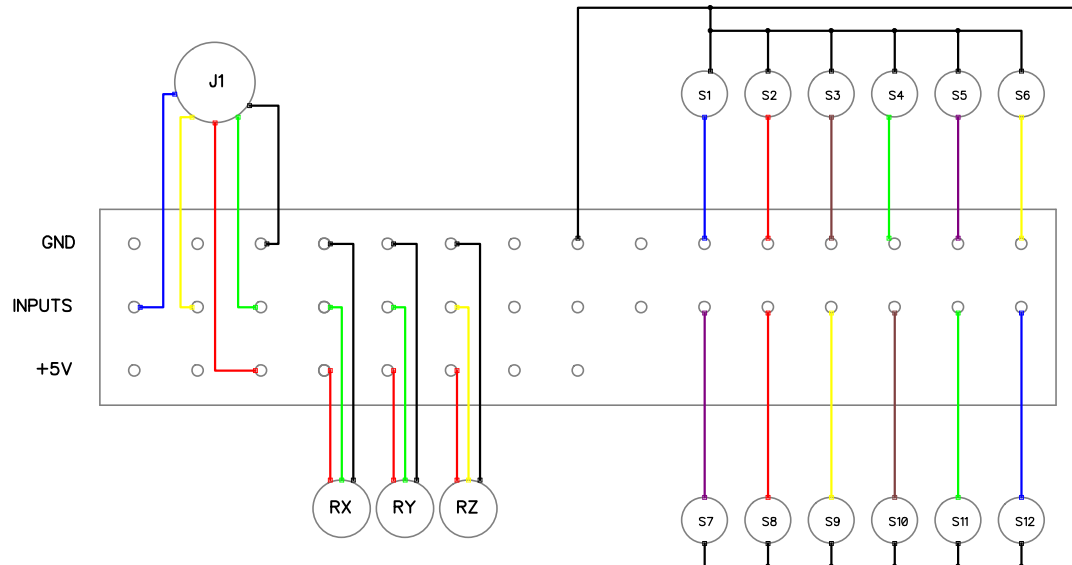 J1
S1 S2 S3 S4 S5 S6
GND
INPUTS
+5V
RX RY RZ
S7 S8 S9 S10 S11 S12